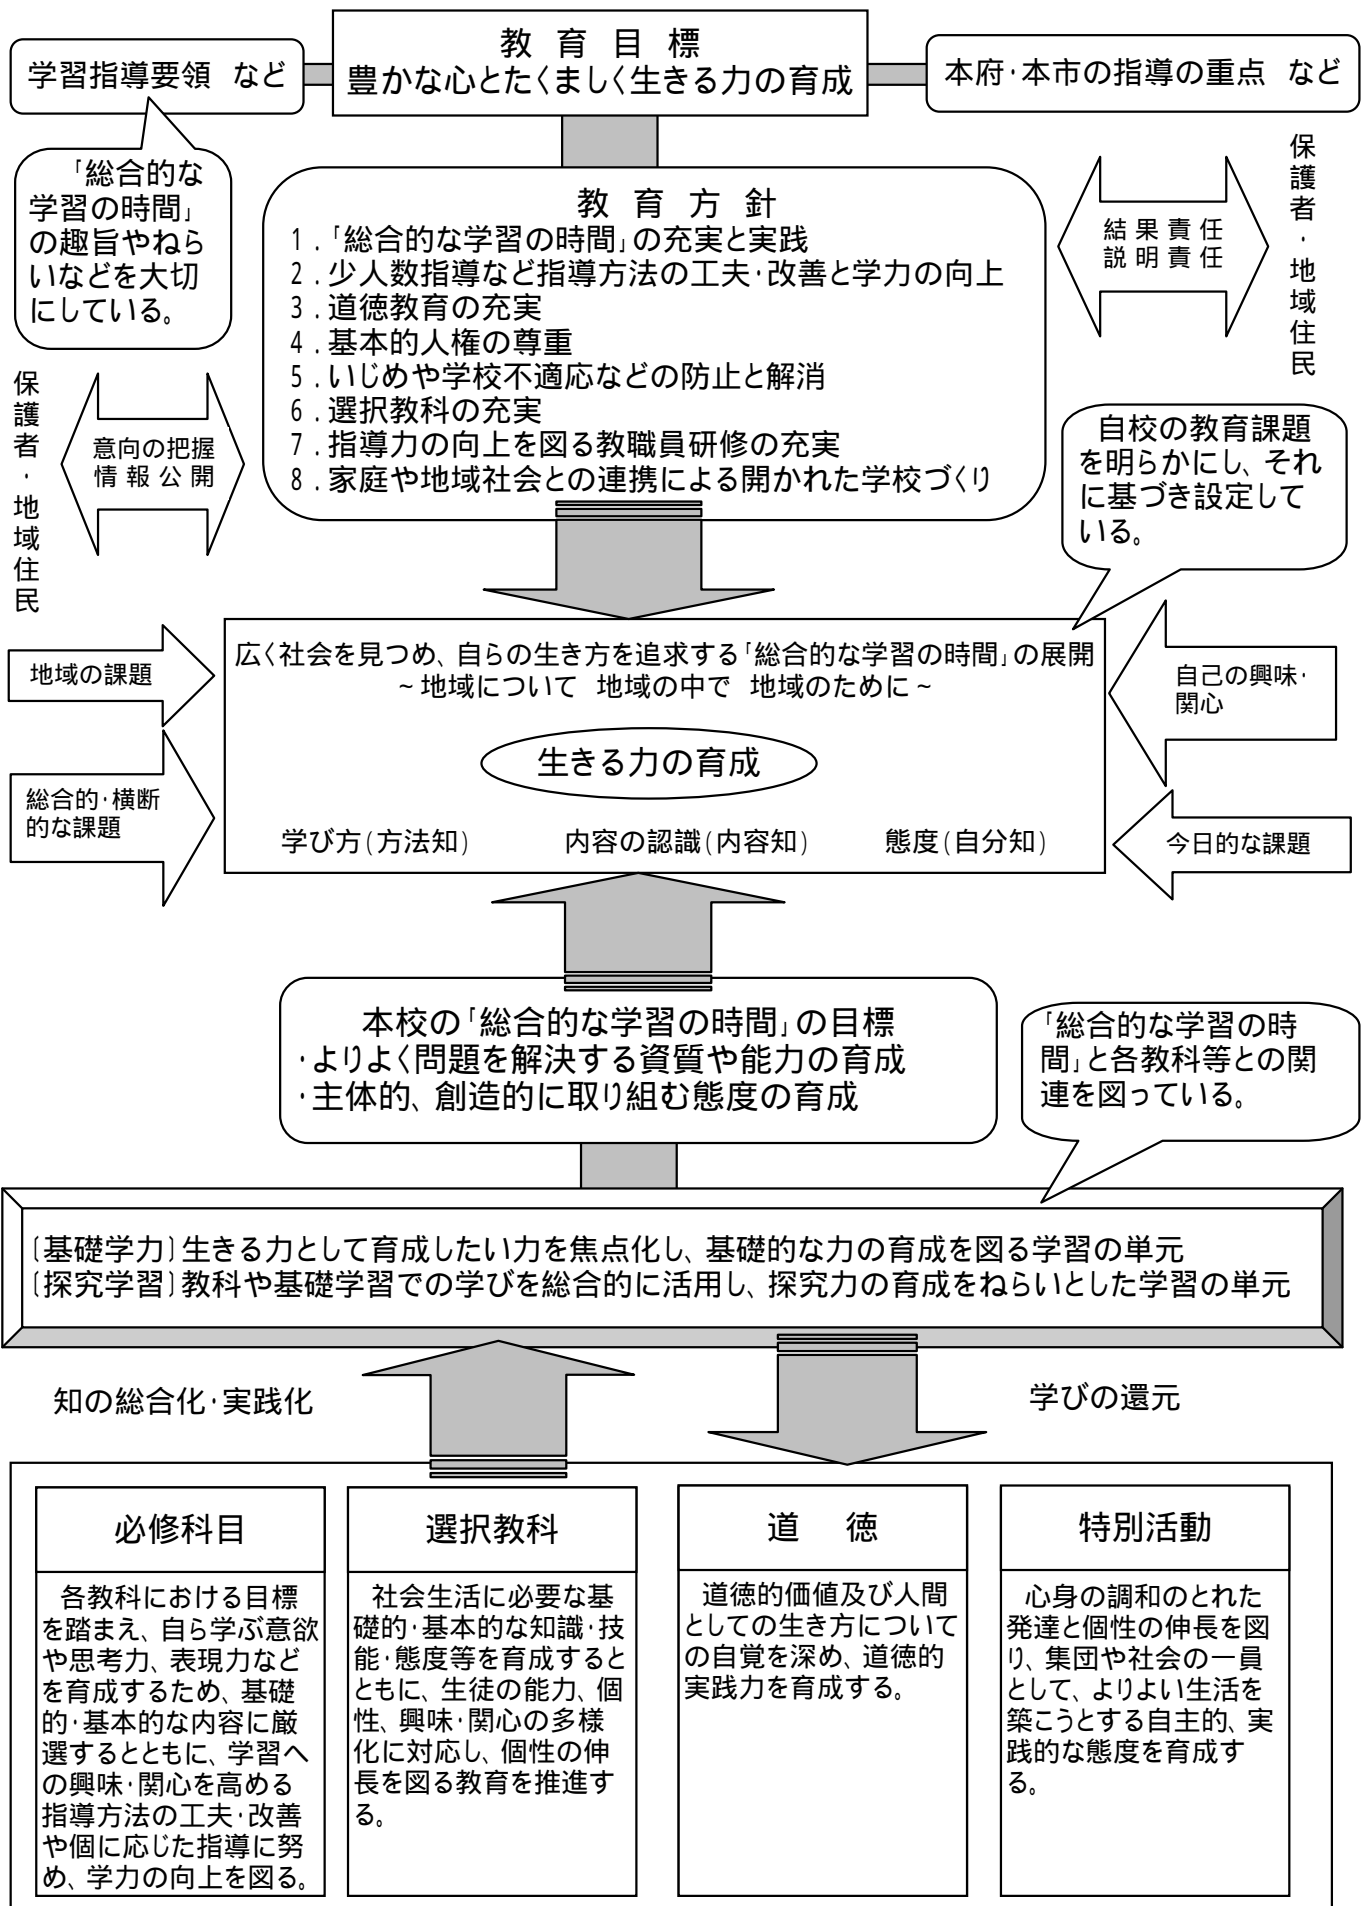 教 育 目 標
豊かな心とたくましく生きる力の育成
学習指導要領 など
本府・本市の指導の重点 など
「総合的な
学習の時間」
の趣旨やねら
いなどを大切
にしている。
教 育 方 針
1.「総合的な学習の時間」の充実と実践
2.少人数指導など指導方法の工夫・改善と学力の向上
3.道徳教育の充実
4.基本的人権の尊重
5.いじめや学校不適応などの防止と解消
6.選択教科の充実
7.指導力の向上を図る教職員研修の充実
8.家庭や地域社会との連携による開かれた学校づくり
結 果 責 任
説 明 責 任
保護者・地域住民
保護者・地域住民
意向の把握
情 報 公 開
自校の教育課題
を明らかにし、それ
に基づき設定して
いる。
広く社会を見つめ、自らの生き方を追求する「総合的な学習の時間」の展開
~地域について 地域の中で 地域のために~
生きる力の育成
学び方(方法知) 内容の認識(内容知) 態度(自分知)
地域の課題
総合的・横断
的な課題
自己の興味・
関心
今日的な課題
本校の「総合的な学習の時間」の目標
・よりよく問題を解決する資質や能力の育成
・主体的、創造的に取り組む態度の育成
「総合的な学習の時
間」と各教科等との関
連を図っている。
〔基礎学力〕生きる力として育成したい力を焦点化し、基礎的な力の育成を図る学習の単元
〔探究学習〕教科や基礎学習での学びを総合的に活用し、探究力の育成をねらいとした学習の単元
知の総合化・実践化
学びの還元
必修科目
各教科における目標
を踏まえ、自ら学ぶ意欲
や思考力、表現力など
を育成するため、基礎
的・基本的な内容に厳
選するとともに、学習へ
の興味・関心を高める
指導方法の工夫・改善
や個に応じた指導に努
め、学力の向上を図る。
選択教科
社会生活に必要な基
礎的・基本的な知識・技
能・態度等を育成すると
ともに、生徒の能力、個
性、興味・関心の多様
化に対応し、個性の伸
長を図る教育を推進す
る。
道 徳
道徳的価値及び人間
としての生き方について
の自覚を深め、道徳的
実践力を育成する。
特別活動
心身の調和のとれた
発達と個性の伸長を図
り、集団や社会の一員
として、よりよい生活を
築こうとする自主的、実
践的な態度を育成す
る。